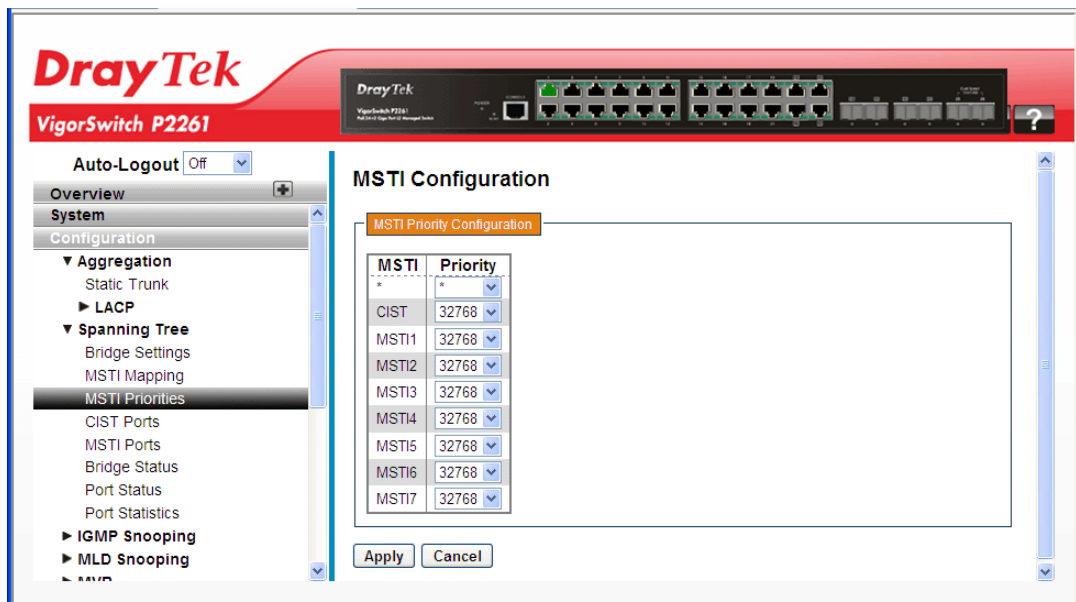 DrayTek
VigorSwitch P2261
DrayTek
VigorSwitch P2261
?
Auto-Logout Off
Overview
System
Configuration
▼ Aggregation
Static Trunk
► LACP
▼ Spanning Tree
Bridge Settings
MSTI Mapping
MSTI Priorities
CIST Ports
MSTI Ports
Bridge Status
Port Status
Port Statistics
► IGMP Snooping
► MLD Snooping
MSTI Configuration
MSTI Priority Configuration
MSTI Priority
* *
CIST 32768
MSTI1 32768
MSTI2 32768
MSTI3 32768
MSTI4 32768
MSTI5 32768
MSTI6 32768
MSTI7 32768
Apply Cancel